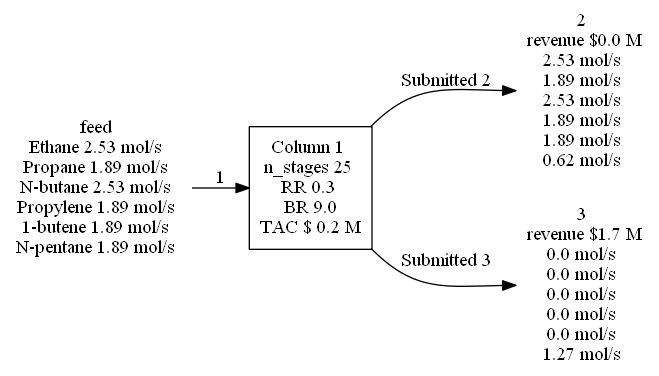 feed
Ethane 2.53 mol/s
Propane 1.89 mol/s
N-butane 2.53 mol/s
Propylene 1.89 mol/s
1-butene 1.89 mol/s
N-pentane 1.89 mol/s
1
Column 1
n_stages 25
RR 0.3
BR 9.0
TAC $ 0.2 M
Submitted 2
2
revenue $0.0 M
2.53 mol/s
1.89 mol/s
2.53 mol/s
1.89 mol/s
1.89 mol/s
0.62 mol/s
Submitted 3
3
revenue $1.7 M
0.0 mol/s
0.0 mol/s
0.0 mol/s
0.0 mol/s
0.0 mol/s
1.27 mol/s